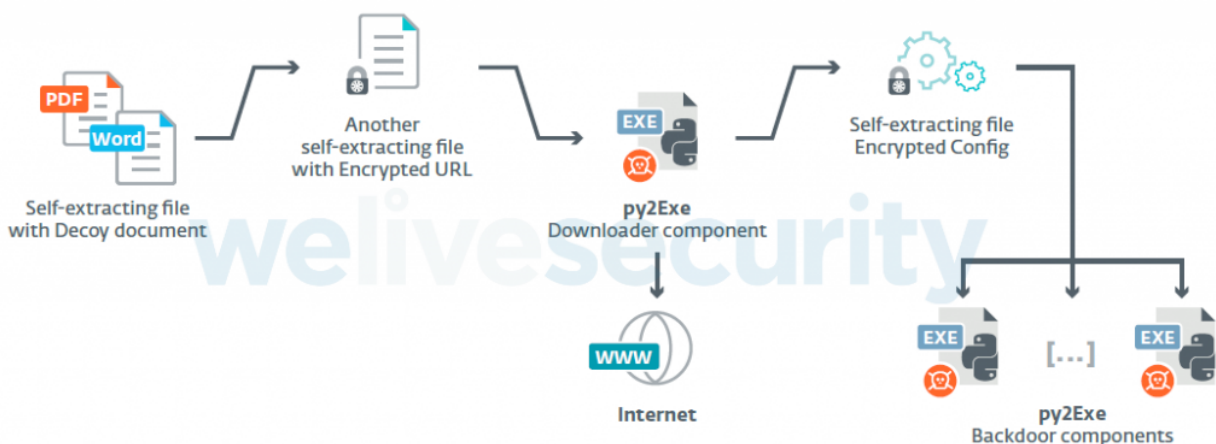 PDF
Word
Self-extracting file
with Decoy document
Another
self-extracting file
with Encrypted URL
EXE
py2Exe
Downloader component
WWW
Internet
Self-extracting file
Encrypted Config
EXE
[...]
EXE
py2Exe
Backdoor components
welivesecurity